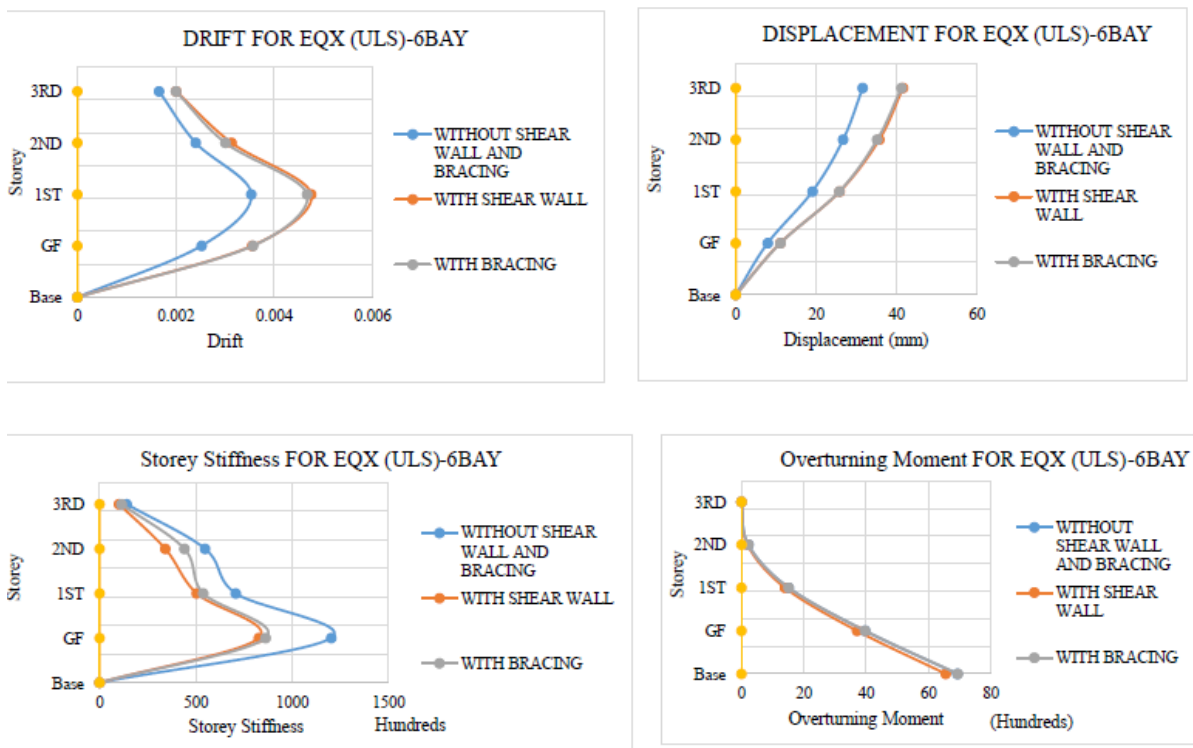 DRIFT FOR EQX (ULS)-6BAY
3RD
2ND
1ST
GF
Base
Storey
0
0.002
0.004
0.006
Drift
WITHOUT SHEAR
WALL AND
BRACING
WITH SHEAR WALL
WITH BRACING
DISPLACEMENT FOR EQX (ULS)-6BAY
3RD
2ND
1ST
GF
Base
Storey
0
20
40
60
Displacement (mm)
WITHOUT SHEAR
WALL AND
BRACING
WITH SHEAR
WALL
WITH BRACING
Storey Stiffness FOR EQX (ULS)-6BAY
3RD
2ND
1ST
GF
Base
Storey
0
500
1000
1500
Storey Stiffness
Hundreds
WITHOUT SHEAR
WALL AND
BRACING
WITH SHEAR WALL
WITH BRACING
Overturning Moment FOR EQX (ULS)-6BAY
3RD
2ND
1ST
GF
Base
Storey
0
20
40
60
80
Overturning Moment
(Hundreds)
WITHOUT
SHEAR WALL
AND BRACING
WITH SHEAR
WALL
WITH BRACING